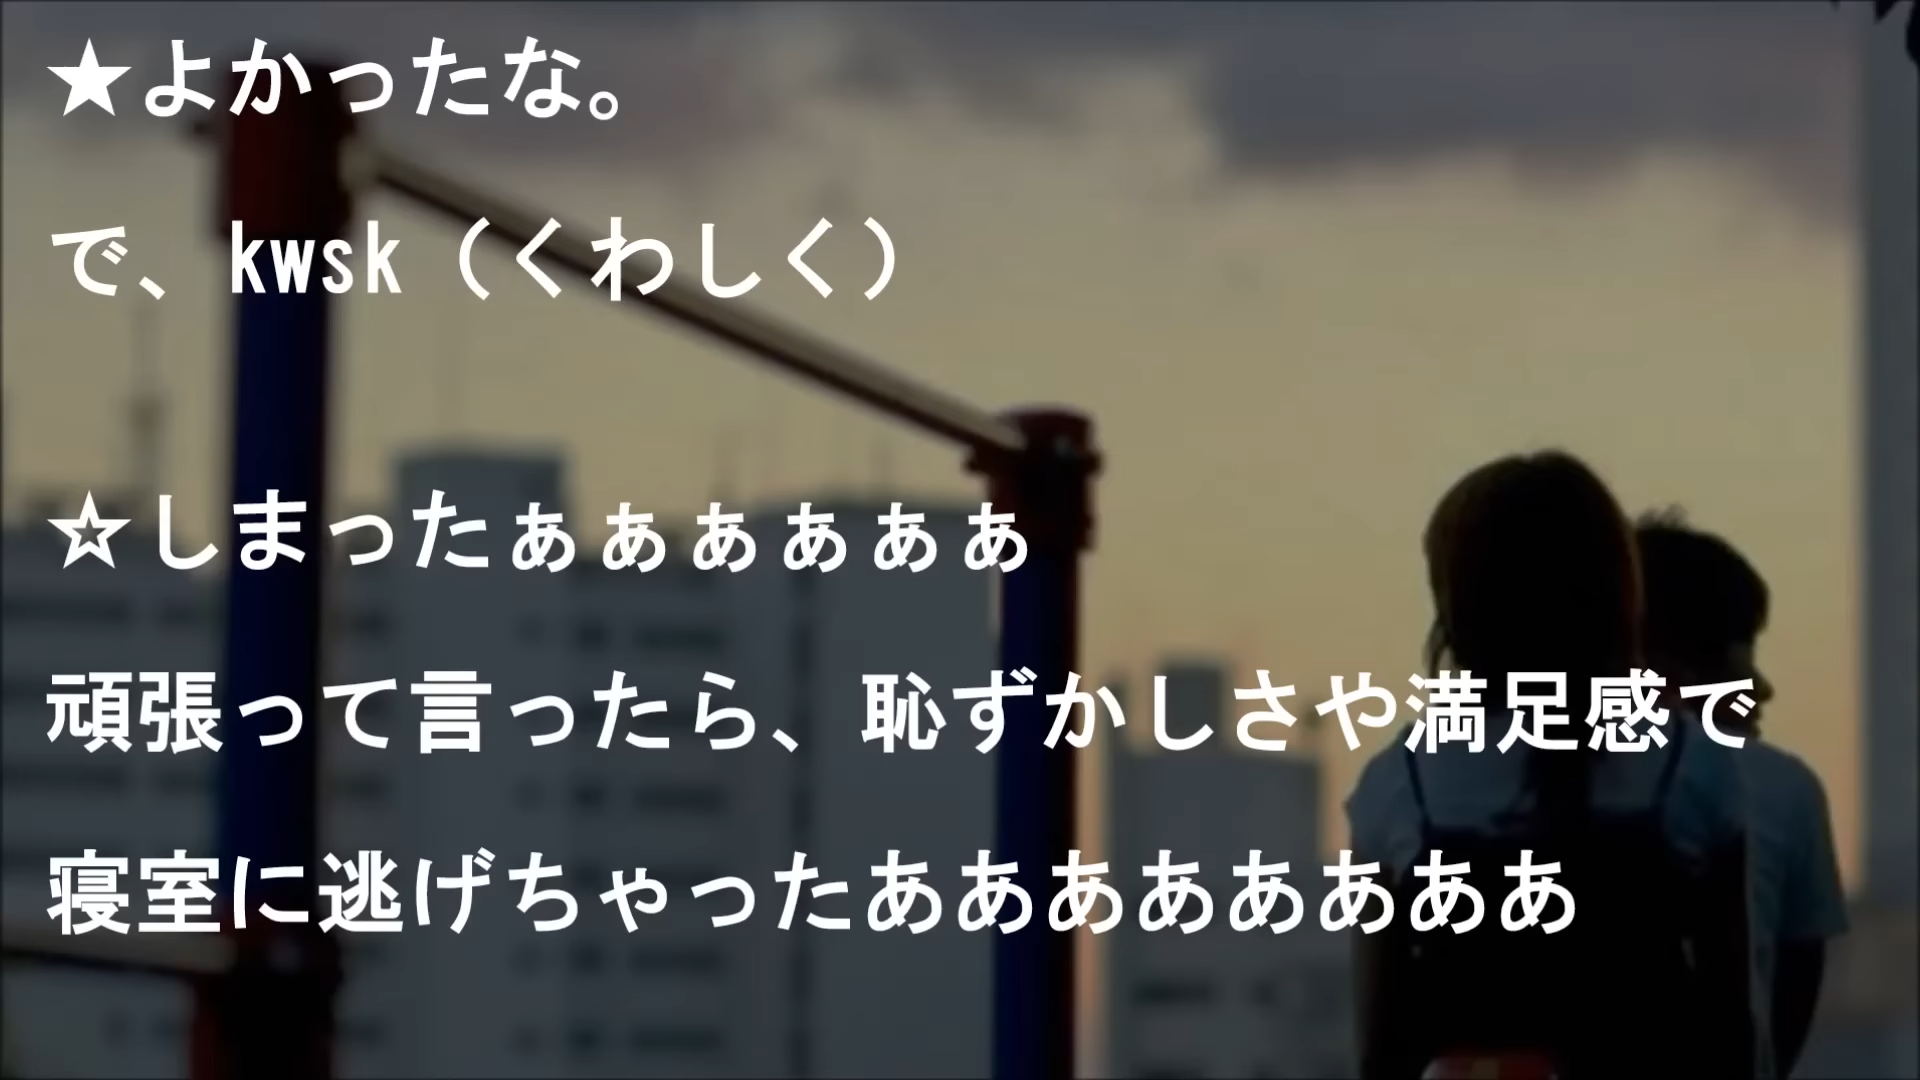 ★よかったな。
で、kwsk（くわしく）
☆しまったぁぁぁぁぁぁ
頑張って言ったら、恥ずかしさや満足感で
寝室に逃げちゃったああああああああ